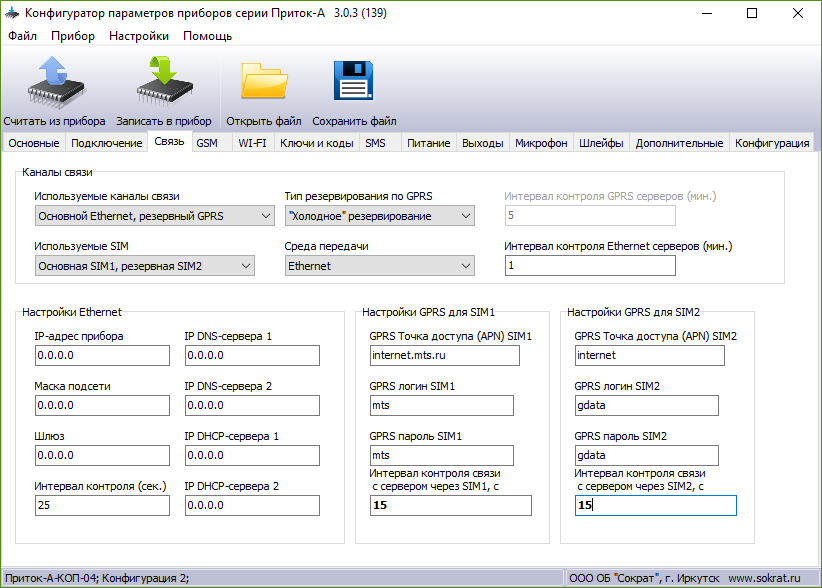 Конфигуратор параметров приборов серии Приток-А 3.0.3 (139)
Файл Прибор Настройки Помощь
Считать из прибора Записать в прибор Открыть файл Сохранить файл
Основные Подключение Связь GSM WI-FI Ключи и коды SMS Питание Выходы Микрофон Шлейфы Дополнительные Конфигурация
Каналы связи
Используемые каналы связи Тип резервирования по GPRS Интервал контроля GPRS серверов (мин.)
Основной Ethernet, резервный GPRS "Холодное" резервирование 5
Используемые SIM Среда передачи Интервал контроля Ethernet серверов (мин.)
Основная SIM1, резервная SIM2 Ethernet 1
Настройки Ethernet
IP-адрес прибора IP DNS-сервера 1
0.0.0.0 0.0.0.0
Маска подсети IP DNS-сервера 2
0.0.0.0 0.0.0.0
Шлюз IP DHCP-сервера 1
0.0.0.0 0.0.0.0
Интервал контроля (сек.) IP DHCP-сервера 2
25 0.0.0.0
Настройки GPRS для SIM1
GPRS Точка доступа (APN) SIM1
internet.mts.ru
GPRS логин SIM1
mts
GPRS пароль SIM1
mts
Интервал контроля связи
с сервером через SIM1, с
15
Настройки GPRS для SIM2
GPRS Точка доступа (APN) SIM2
internet
GPRS логин SIM2
gdata
GPRS пароль SIM2
gdata
Интервал контроля связи
с сервером через SIM2, с
15
Приток-А-КОП-04; Конфигурация 2; ООО ОБ "Сократ", г. Иркутск www.sokrat.ru